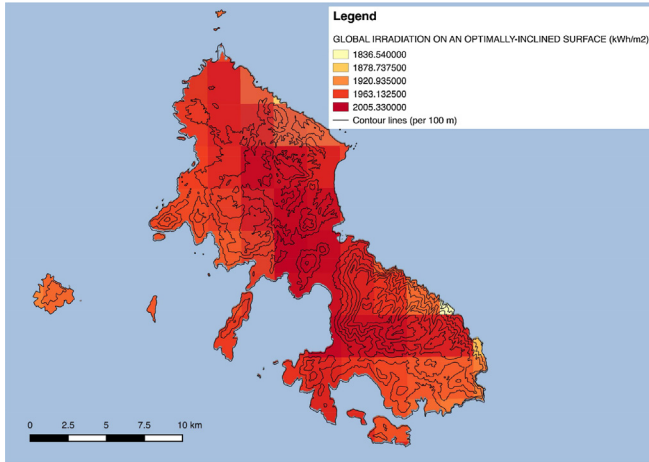 Legend
GLOBAL IRRADIATION ON AN OPTIMALLY-INCLINED SURFACE (kWh/m2)
1836.540000
1878.737500
1920.935000
1963.132500
2005.330000
Contour lines (per 100 m)
0 2.5 5 7.5 10 km